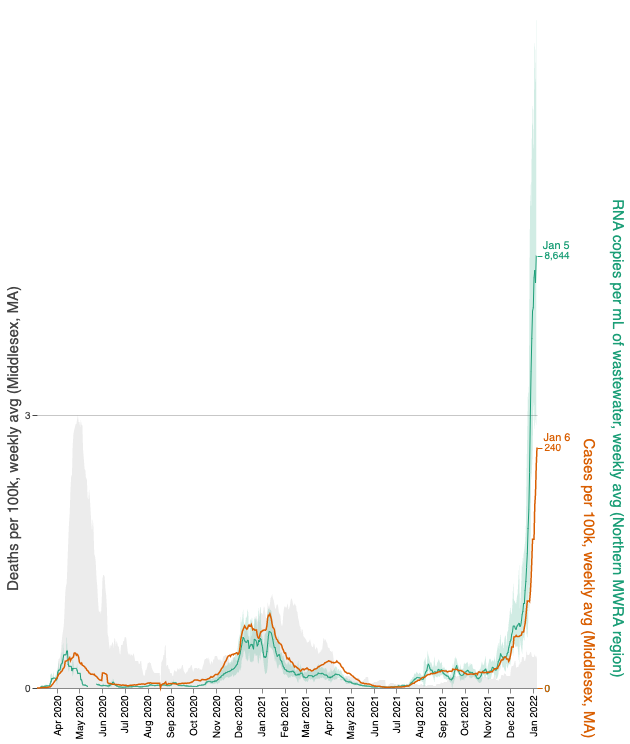 Deaths per 100k, weekly avg (Middlesex, MA)
3
0
Jan 5
8,644
Jan 6
240
0
RNA copies per mL of wastewater, weekly avg (Northern MWRA region)
Cases per 100k, weekly avg (Middlesex, MA)
Apr 2020
May 2020
Jun 2020
Jul 2020
Aug 2020
Sep 2020
Oct 2020
Nov 2020
Dec 2020
Jan 2021
Feb 2021
Mar 2021
Apr 2021
May 2021
Jun 2021
Jul 2021
Aug 2021
Sep 2021
Oct 2021
Nov 2021
Dec 2021
Jan 2022